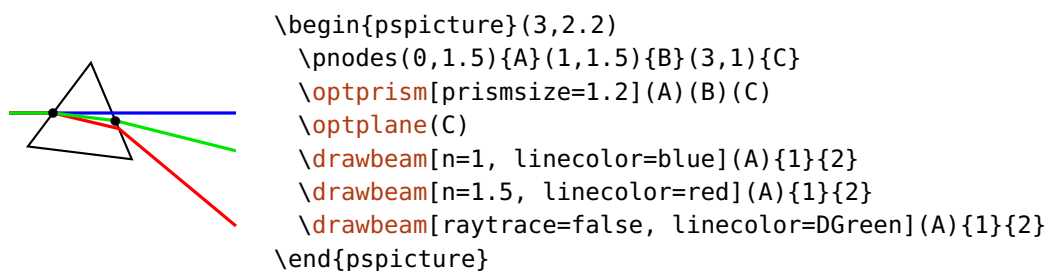 \begin{pspicture}(3,2.2)
  \pnodes(0,1.5){A}(1,1.5){B}(3,1){C}
  \optprism[prismsize=1.2](A)(B)(C)
  \optplane(C)
  \drawbeam[n=1, linecolor=blue](A){1}{2}
  \drawbeam[n=1.5, linecolor=red](A){1}{2}
  \drawbeam[raytrace=false, linecolor=DGreen](A){1}{2}
\end{pspicture}